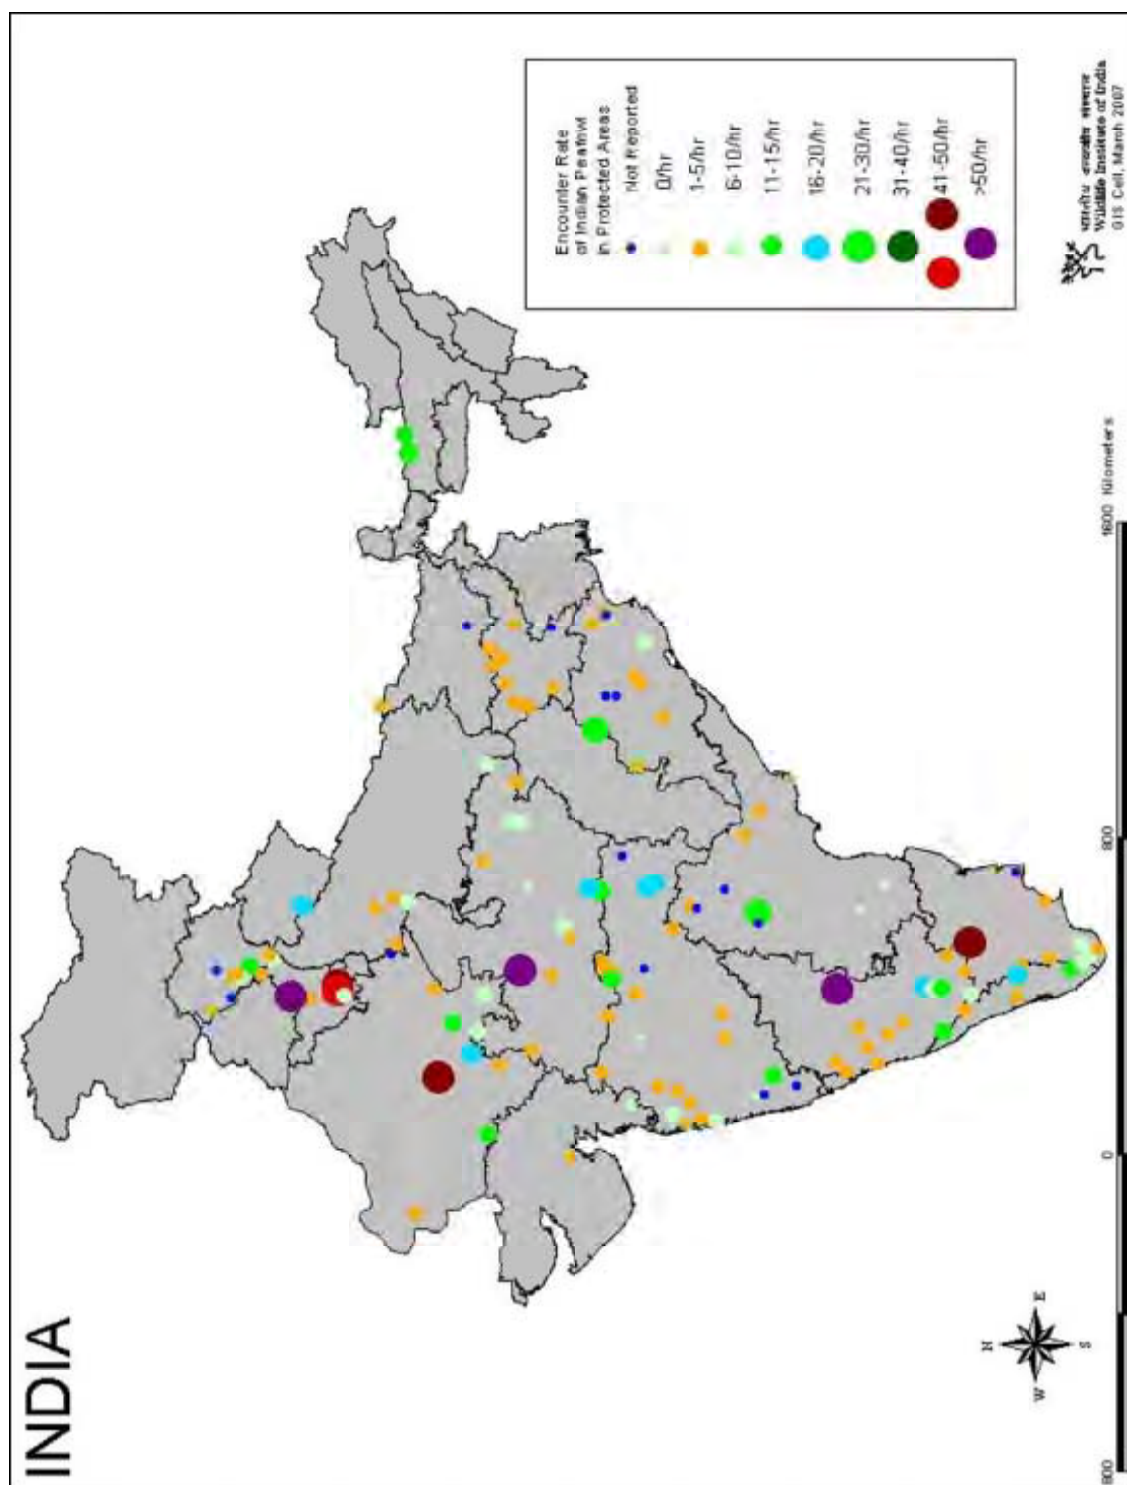 INDIA
Encounter Rate
of Indian Peafowl
in Protected Areas
Not Reported
0/hr
1-5/hr
6-10/hr
11-15/hr
16-20/hr
21-30/hr
31-40/hr
41-50/hr
>50/hr
Wildlife Institute of India
GIS Cell, March 2007
N
W
E
S
800
0
800
1600 Kilometers